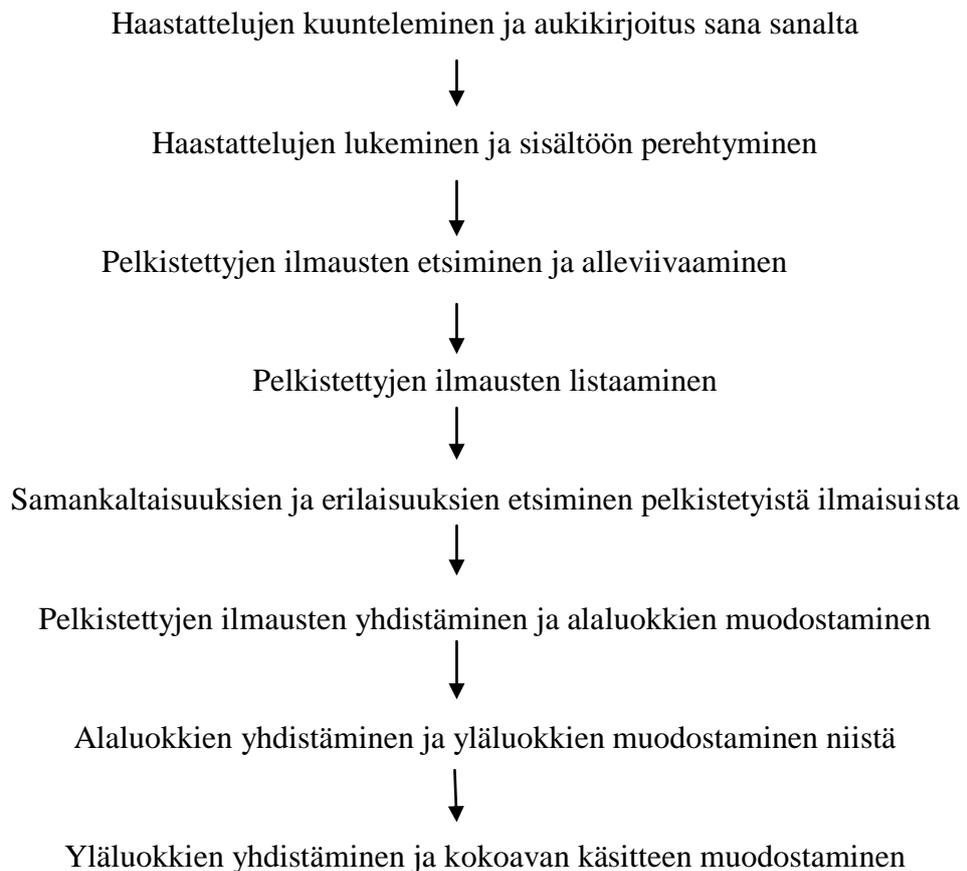 Haastattelujen kuunteleminen ja aukikirjoitus sana sanalta
Haastattelujen lukeminen ja sisältöön perehtyminen
Pelkistettyjen ilmausten etsiminen ja alleviivaaminen
Pelkistettyjen ilmausten listaaminen
Samankaltaisuuksien ja erilaisuuksien etsiminen pelkistetyistä ilmaisuista
Pelkistettyjen ilmausten yhdistäminen ja alaluokkien muodostaminen
Alaluokkien yhdistäminen ja yläluokkien muodostaminen niistä
Yläluokkien yhdistäminen ja kokoavan käsitteen muodostaminen